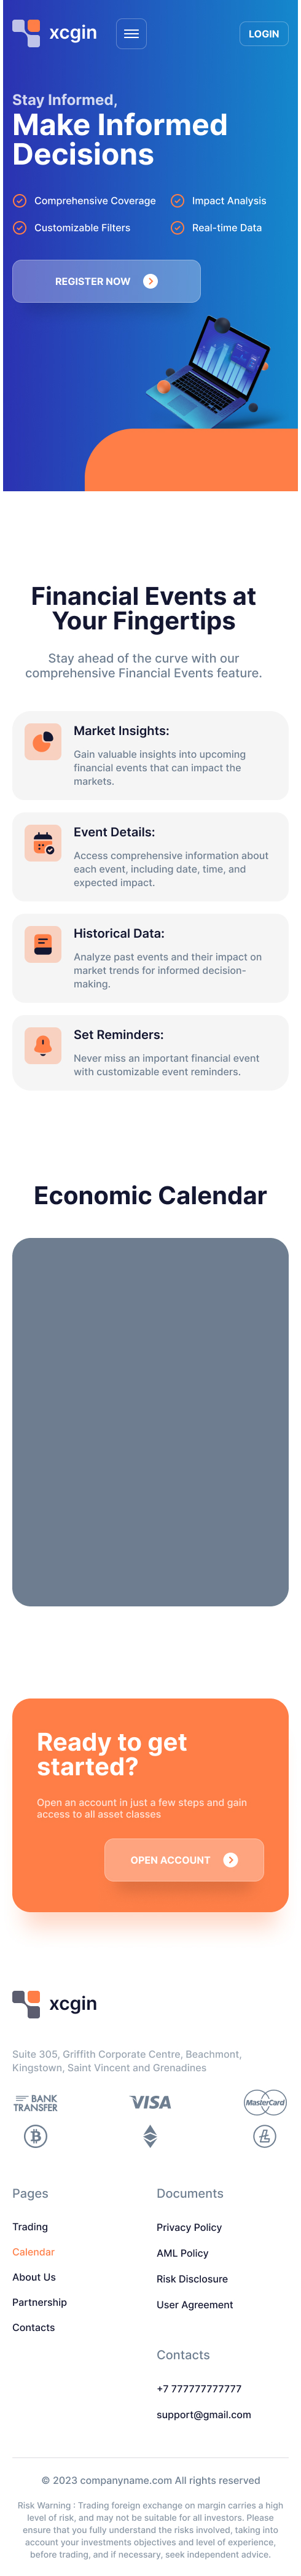 xcgin
LOGIN
Stay Informed,
Make Informed
Decisions
Comprehensive Coverage
Impact Analysis
Customizable Filters
Real-time Data
REGISTER NOW
Financial Events at
Your Fingertips
Stay ahead of the curve with our
comprehensive Financial Events feature.
Market Insights:
Gain valuable insights into upcoming
financial events that can impact the
markets.
Event Details:
Access comprehensive information about
each event, including date, time, and
expected impact.
Historical Data:
Analyze past events and their impact on
market trends for informed decision-
making.
Set Reminders:
Never miss an important financial event
with customizable event reminders.
Economic Calendar
Ready to get
started?
Open an account in just a few steps and gain
access to all asset classes
OPEN ACCOUNT
xcgin
Suite 305, Griffith Corporate Centre, Beachmont,
Kingstown, Saint Vincent and Grenadines
BANK
TRANSFER
VISA
MasterCard
Pages
Trading
Calendar
About Us
Partnership
Contacts
Documents
Privacy Policy
AML Policy
Risk Disclosure
User Agreement
Contacts
+7 777777777777
support@gmail.com
© 2023 companyname.com All rights reserved
Risk Warning : Trading foreign exchange on margin carries a high
level of risk, and may not be suitable for all investors. Please
ensure that you fully understand the risks involved, taking into
account your investments objectives and level of experience,
before trading, and if necessary, seek independent advice.